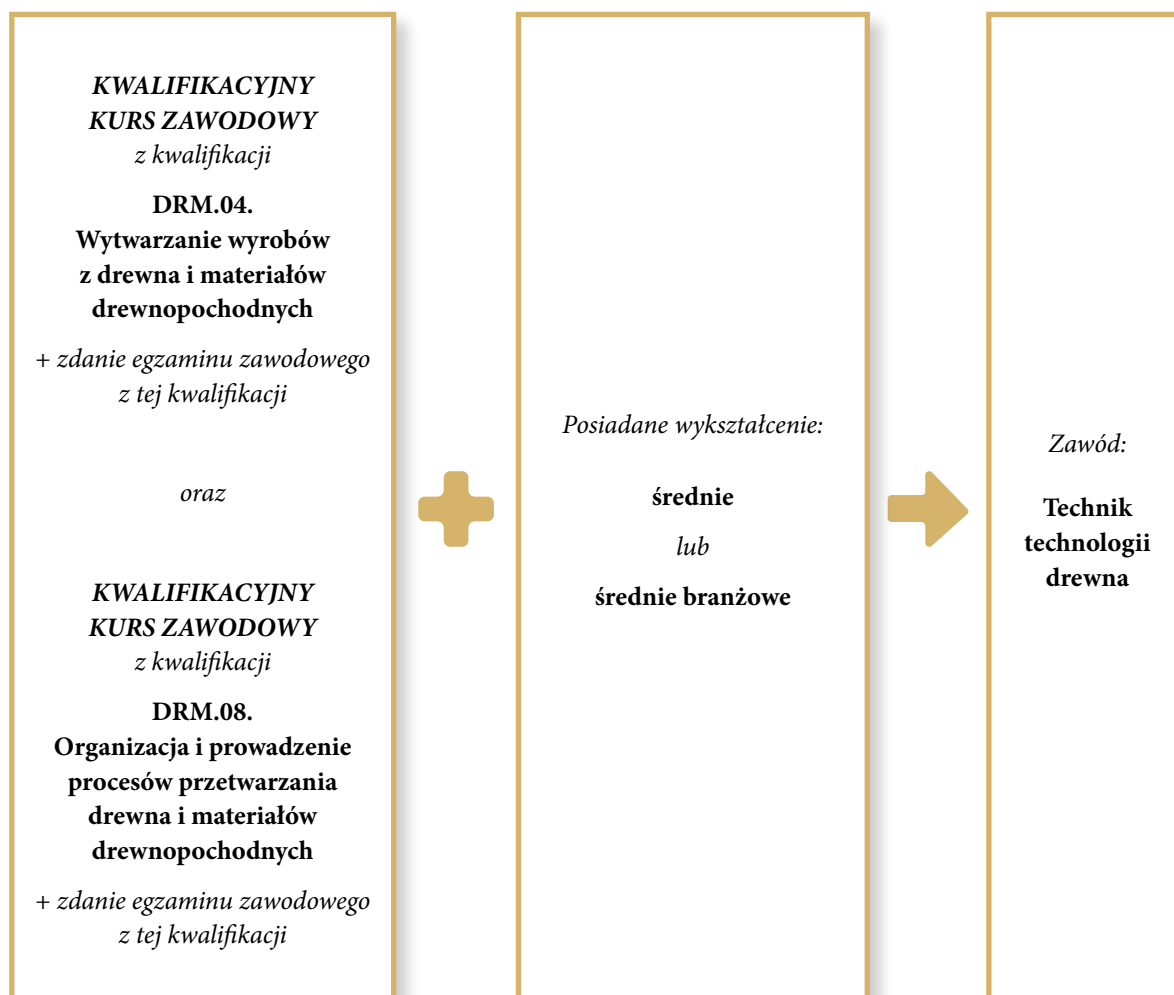 KWALIFIKACYJNY
KURS ZAWODOWY
z kwalifikacji
DRM.04.
Wytwarzanie wyrobów
z drewna i materiałów
drewnopochodnych
+ zdanie egzaminu zawodowego
z tej kwalifikacji
oraz
KWALIFIKACYJNY
KURS ZAWODOWY
z kwalifikacji
DRM.08.
Organizacja i prowadzenie
procesów przetwarzania
drewna i materiałów
drewnopochodnych
+ zdanie egzaminu zawodowego
z tej kwalifikacji
Posiadane wykształcenie:
średnie
lub
średnie branżowe
Zawód:
Technik
technologii
drewna